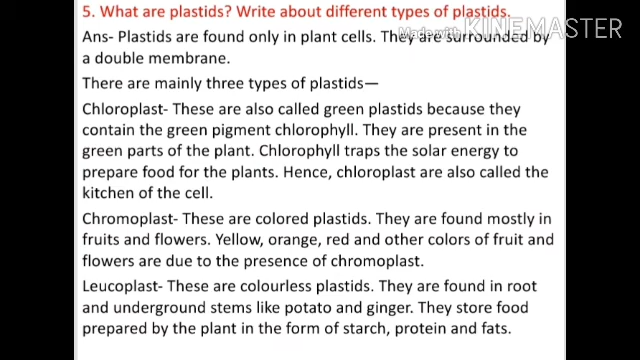 5. What are plastids? Write about different types of plastids.
Made with KINEMASTER
Ans- Plastids are found only in plant cells. They are surrounded by
a double membrane.
There are mainly three types of plastids—
Chloroplast- These are also called green plastids because they
contain the green pigment chlorophyll. They are present in the
green parts of the plant. Chlorophyll traps the solar energy to
prepare food for the plants. Hence, chloroplast are also called the
kitchen of the cell.
Chromoplast- These are colored plastids. They are found mostly in
fruits and flowers. Yellow, orange, red and other colors of fruit and
flowers are due to the presence of chromoplast.
Leucoplast- These are colourless plastids. They are found in root
and underground stems like potato and ginger. They store food
prepared by the plant in the form of starch, protein and fats.